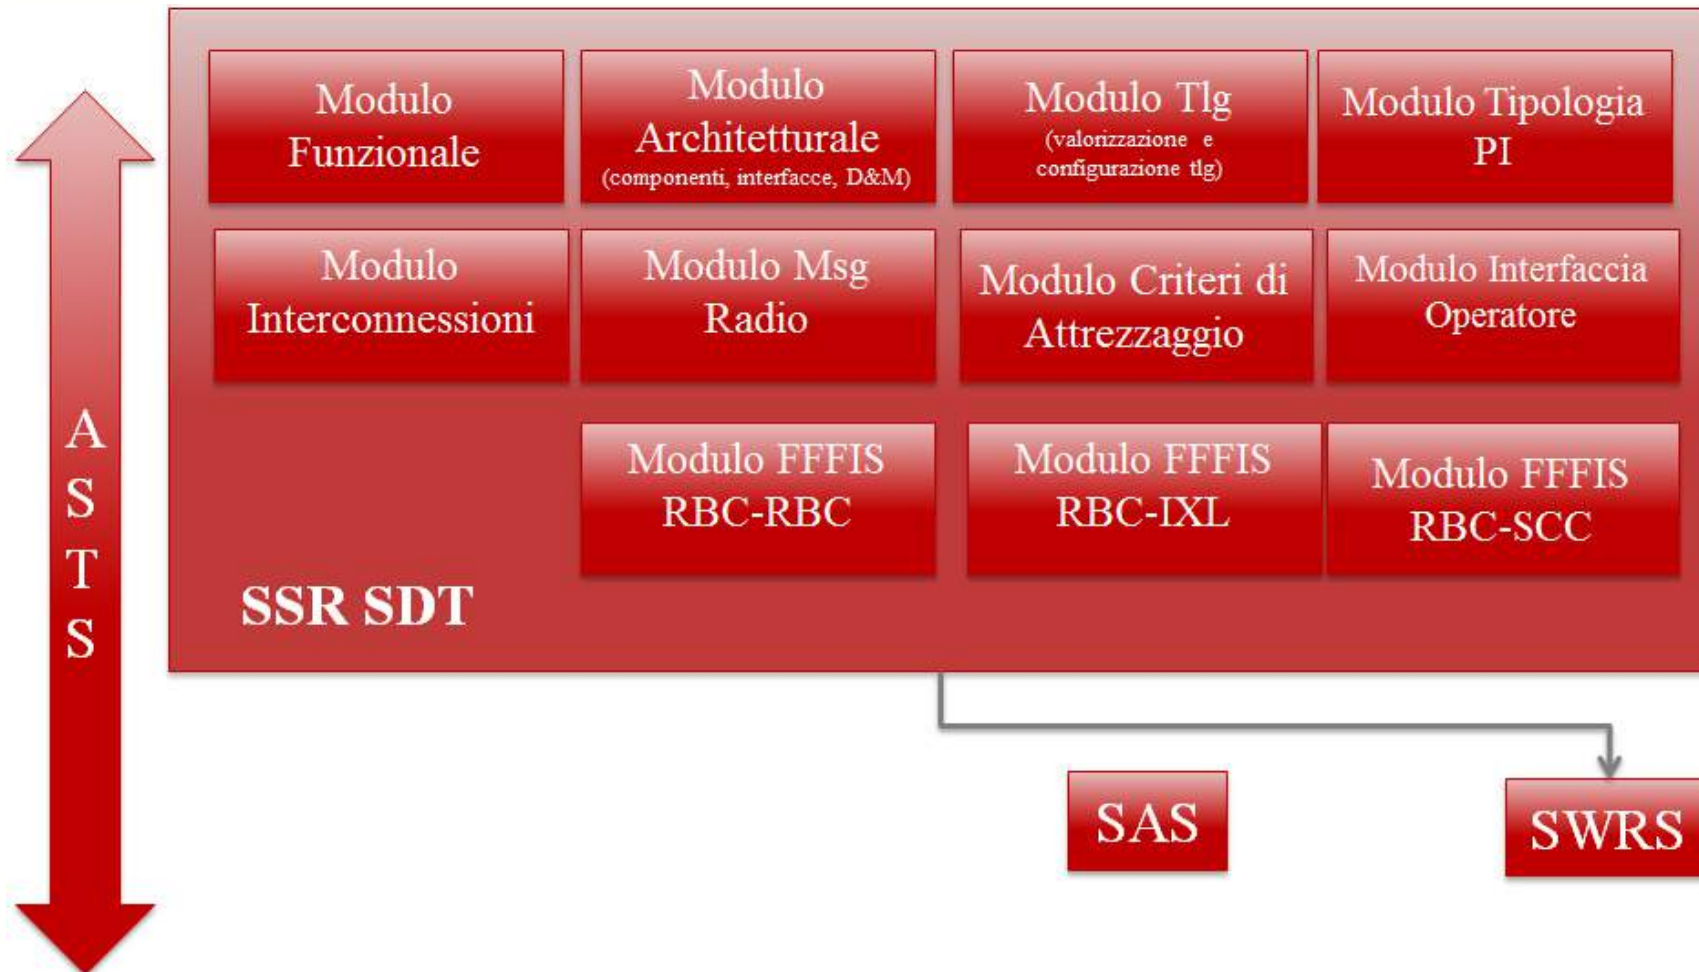 Modulo
Funzionale
Modulo
Architetturale
(componenti, interfacce, D&M)
Modulo Tlg
(valorizzazione e
configurazione tlg)
Modulo Tipologia
PI
Modulo
Interconnessioni
Modulo Msg
Radio
Modulo Criteri di
Attrezzaggio
Modulo Interfaccia
Operatore
Modulo FFFIS
RBC-RBC
Modulo FFFIS
RBC-IXL
Modulo FFFIS
RBC-SCC
SSR SDT
A
S
T
S
SAS
SWRS